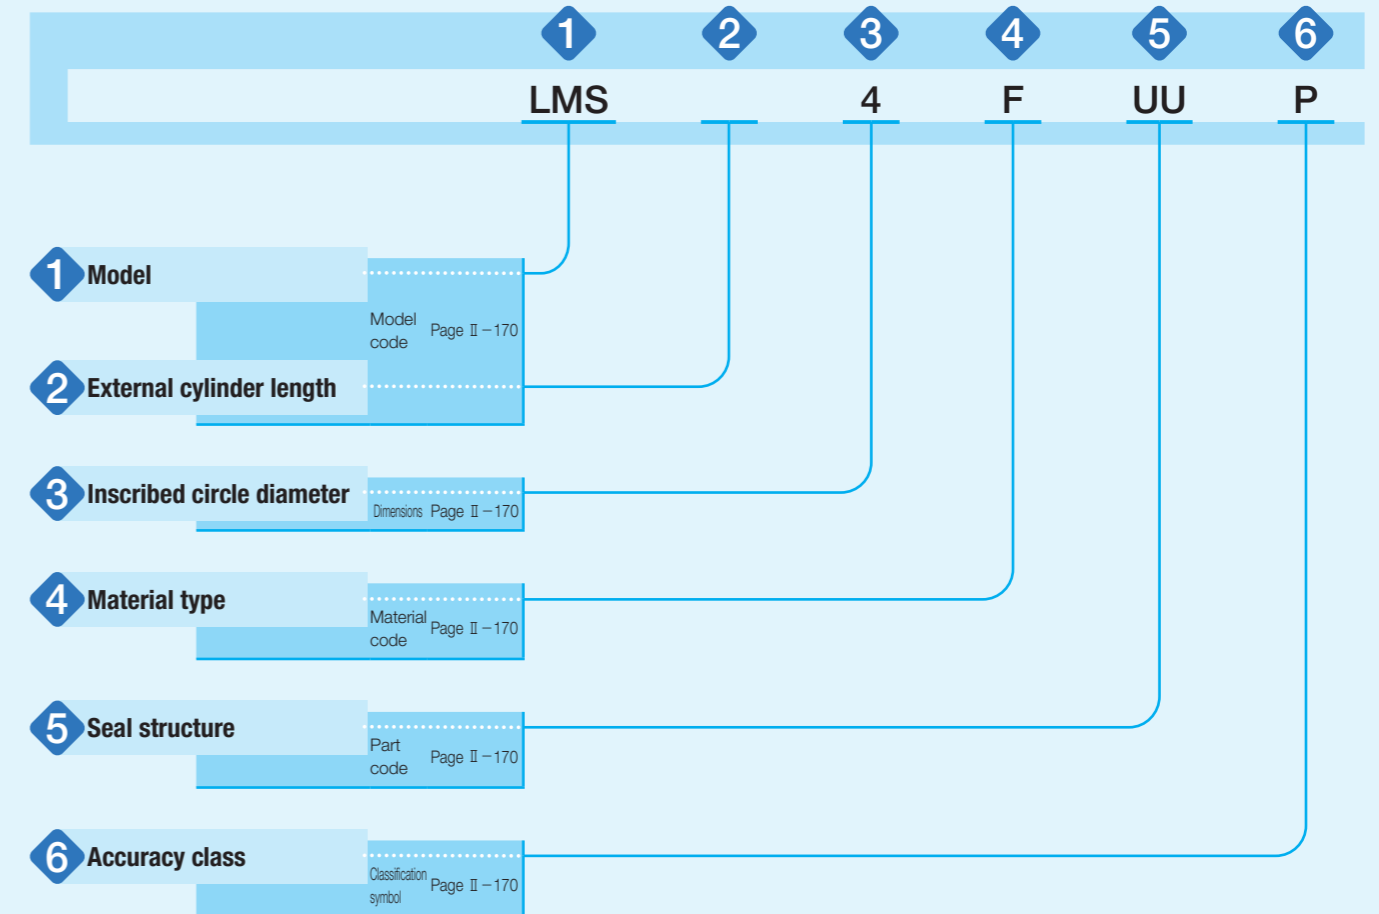 1 2 3 4 5 6
LMS 4 F UU P
1 Model
Model code Page Ⅱ-170
2 External cylinder length
3 Inscribed circle diameter
Dimensions Page Ⅱ-170
4 Material type
Material code Page Ⅱ-170
5 Seal structure
Part code Page Ⅱ-170
6 Accuracy class
Classification symbol Page Ⅱ-170